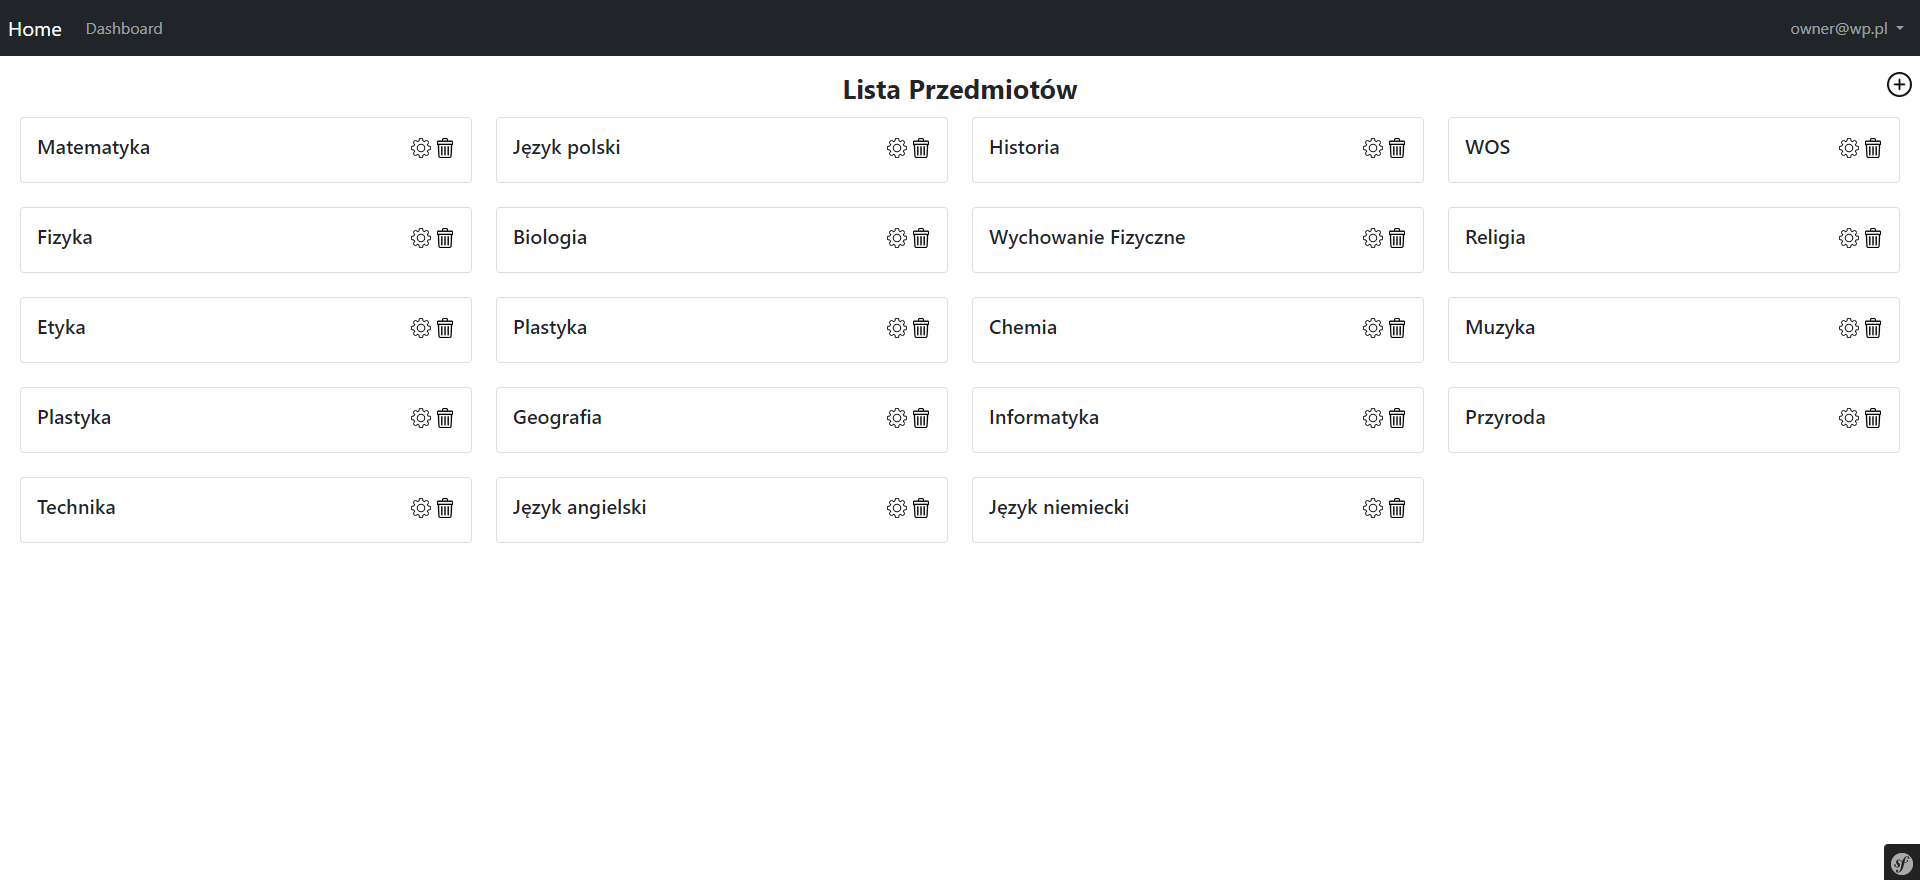 Home Dashboard owner@wp.pl
Lista Przedmiotów
Matematyka
Język polski
Historia
WOS
Fizyka
Biologia
Wychowanie Fizyczne
Religia
Etyka
Plastyka
Chemia
Muzyka
Plastyka
Geografia
Informatyka
Przyroda
Technika
Język angielski
Język niemiecki
sf